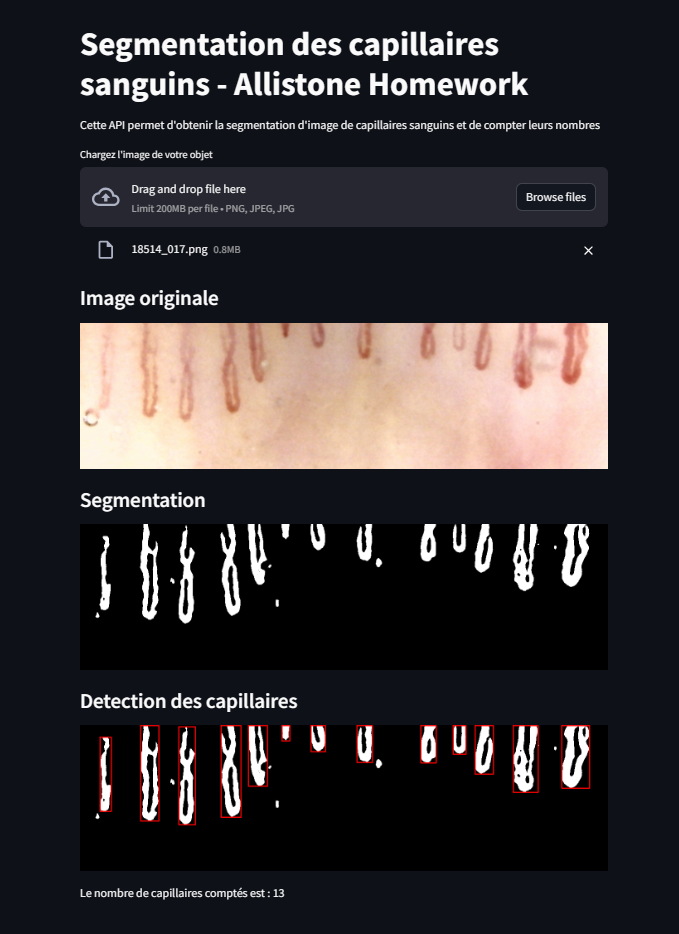 Segmentation des capillaires
sanguins - Allistone Homework
Cette API permet d'obtenir la segmentation d'image de capillaires sanguins et de compter leurs nombres
Chargez l'image de votre objet
Drag and drop file here
Limit 200MB per file • PNG, JPEG, JPG
Browse files
18514_017.png 0.8MB
Image originale
Segmentation
Detection des capillaires
Le nombre de capillaires comptés est : 13